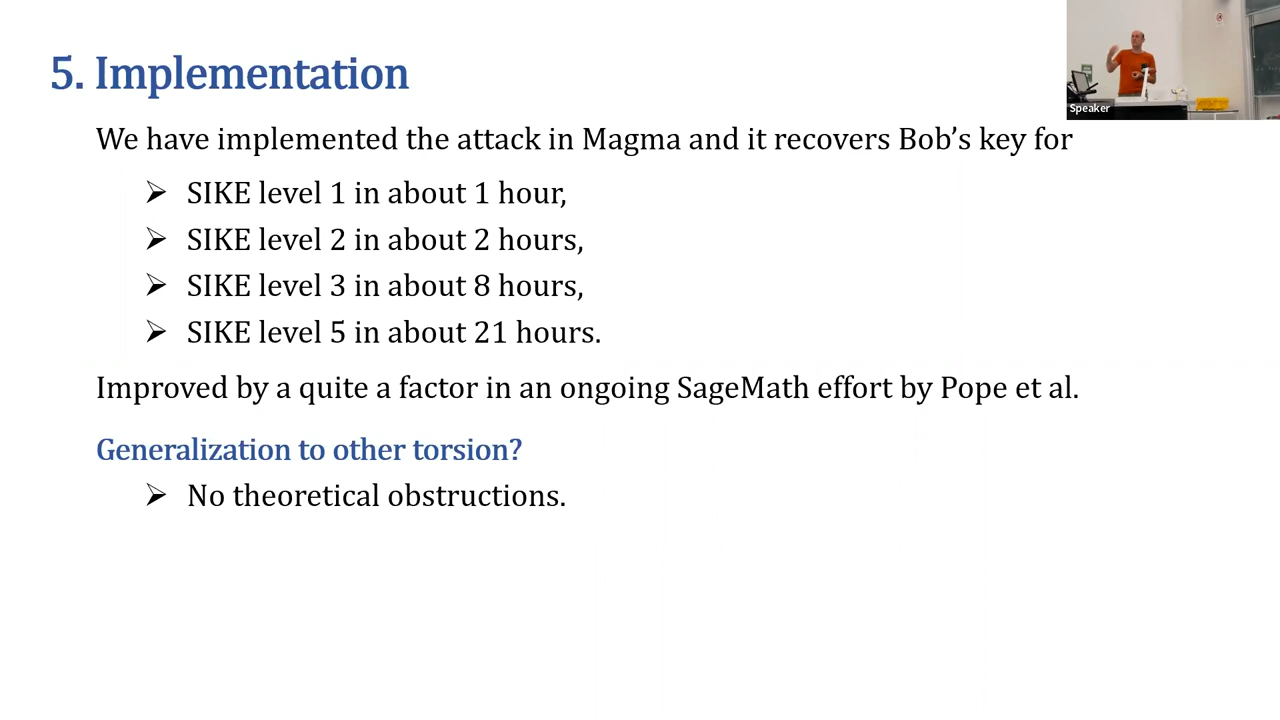 5. Implementation
Speaker
We have implemented the attack in Magma and it recovers Bob’s key for
➢ SIKE level 1 in about 1 hour,
➢ SIKE level 2 in about 2 hours,
➢ SIKE level 3 in about 8 hours,
➢ SIKE level 5 in about 21 hours.
Improved by a quite a factor in an ongoing SageMath effort by Pope et al.
Generalization to other torsion?
➢ No theoretical obstructions.